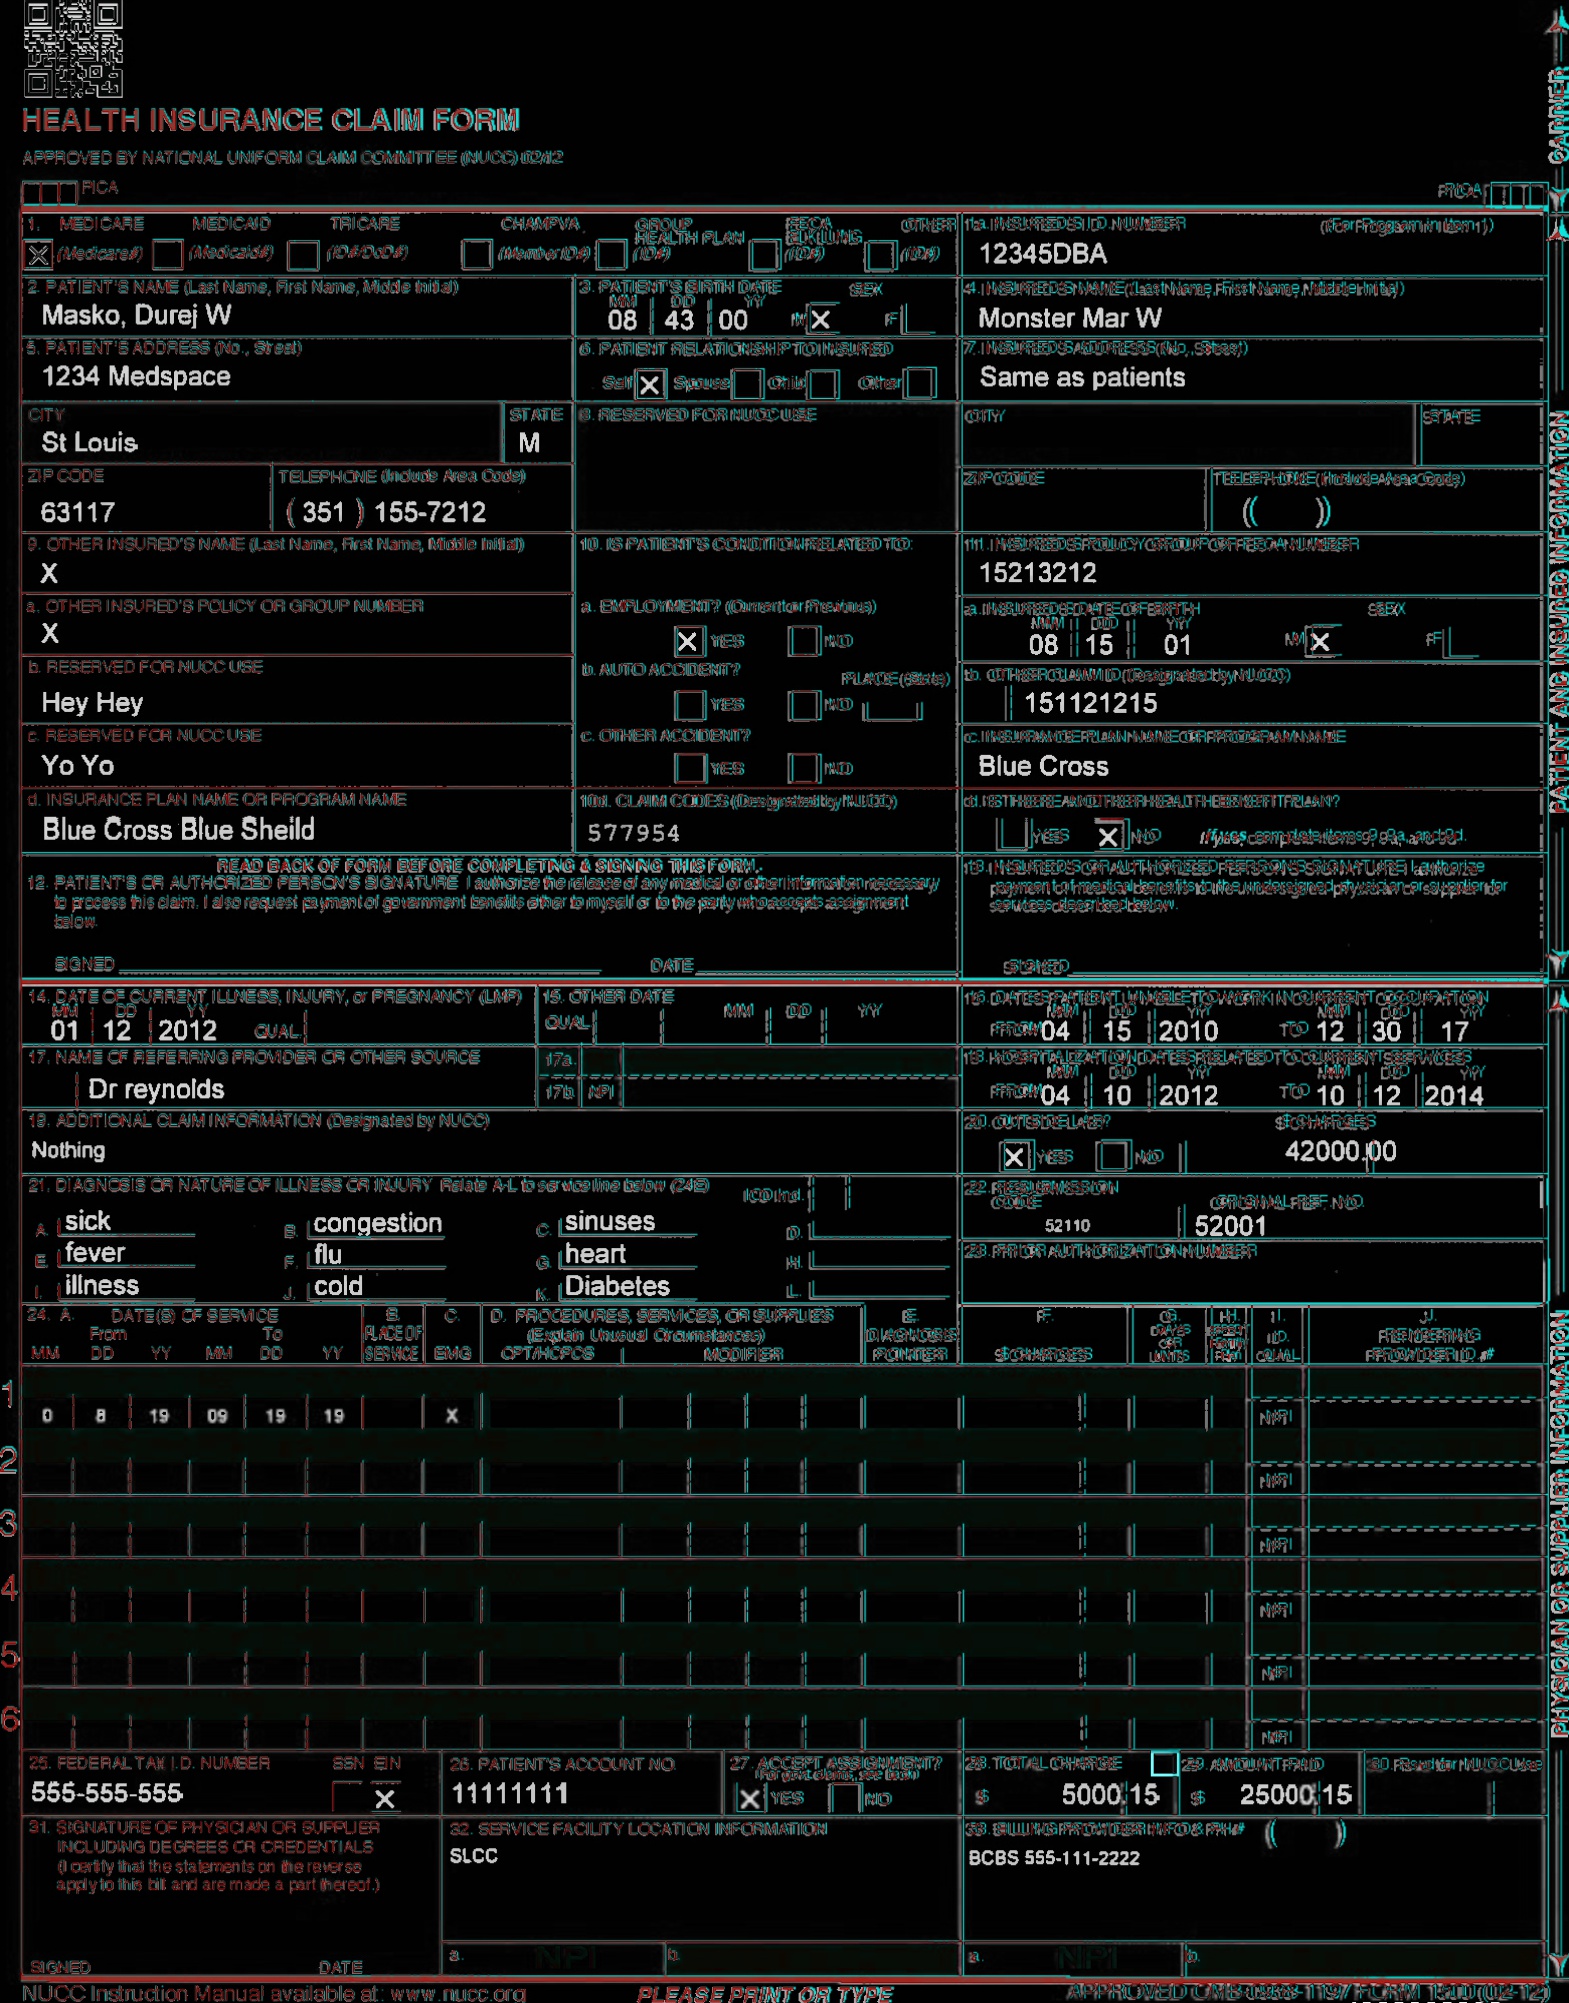 HEALTH INSURANCE CLAIM FORM
APPROVED BY NATIONAL UNIFORM CLAIM COMMITTEE (NUCC) 02/12
PICA
PICA
CARRIER
1. MEDICARE MEDICAID TRICARE CHAMPVA GROUP HEALTH PLAN FECA BLK LUNG OTHER
X (Medicare#) (Medicaid#) (ID#/DoD#) (Member ID#) (ID#) (ID#) (ID#)
1a. INSURED'S I.D. NUMBER (For Program in Item 1)
12345DBA
2. PATIENT'S NAME (Last Name, First Name, Middle Initial)
Masko, Durej W
3. PATIENT'S BIRTH DATE SEX
MM DD YY
08 43 00 M X F
4. INSURED'S NAME (Last Name, First Name, Middle Initial)
Monster Mar W
5. PATIENT'S ADDRESS (No., Street)
1234 Medspace
6. PATIENT RELATIONSHIP TO INSURED
Self X Spouse Child Other
7. INSURED'S ADDRESS (No., Street)
Same as patients
CITY STATE
St Louis M
8. RESERVED FOR NUCC USE
CITY STATE
ZIP CODE TELEPHONE (Include Area Code)
63117 ( 351 ) 155-7212
ZIP CODE TELEPHONE (Include Area Code)
( )
9. OTHER INSURED'S NAME (Last Name, First Name, Middle Initial)
X
10. IS PATIENT'S CONDITION RELATED TO:
11. INSURED'S POLICY GROUP OR FECA NUMBER
15213212
a. OTHER INSURED'S POLICY OR GROUP NUMBER
X
a. EMPLOYMENT? (Current or Previous)
X YES NO
a. INSURED'S DATE OF BIRTH SEX
MM DD YY
08 15 01 M X F
b. RESERVED FOR NUCC USE
Hey Hey
b. AUTO ACCIDENT? PLACE (State)
YES NO
b. OTHER CLAIM ID (Designated by NUCC)
151121215
c. RESERVED FOR NUCC USE
Yo Yo
c. OTHER ACCIDENT?
YES NO
c. INSURANCE PLAN NAME OR PROGRAM NAME
Blue Cross
d. INSURANCE PLAN NAME OR PROGRAM NAME
Blue Cross Blue Sheild
10d. CLAIM CODES (Designated by NUCC)
577954
d. IS THERE ANOTHER HEALTH BENEFIT PLAN?
YES X NO If yes, complete items 9, 9a, and 9d.
PATIENT AND INSURED INFORMATION
READ BACK OF FORM BEFORE COMPLETING & SIGNING THIS FORM.
12. PATIENT'S OR AUTHORIZED PERSON'S SIGNATURE I authorize the release of any medical or other information necessary
to process this claim. I also request payment of government benefits either to myself or to the party who accepts assignment
below.
SIGNED DATE
13. INSURED'S OR AUTHORIZED PERSON'S SIGNATURE I authorize
payment of medical benefits to the undersigned physician or supplier for
services described below.
SIGNED
14. DATE OF CURRENT ILLNESS, INJURY, or PREGNANCY (LMP)
MM DD YY
01 12 2012 QUAL
15. OTHER DATE
QUAL MM DD YY
16. DATES PATIENT UNABLE TO WORK IN CURRENT OCCUPATION
MM DD YY MM DD YY
FROM 04 15 2010 TO 12 30 17
17. NAME OF REFERRING PROVIDER OR OTHER SOURCE
Dr reynolds
17a.
17b. NPI
18. HOSPITALIZATION DATES RELATED TO CURRENT SERVICES
MM DD YY MM DD YY
FROM 04 10 2012 TO 10 12 2014
19. ADDITIONAL CLAIM INFORMATION (Designated by NUCC)
Nothing
20. OUTSIDE LAB? $ CHARGES
X YES NO 42000.00
21. DIAGNOSIS OR NATURE OF ILLNESS OR INJURY Relate A-L to service line below (24E) ICD Ind.
A. sick B. congestion C. sinuses D.
E. fever F. flu G. heart H.
I. illness J. cold K. Diabetes L.
22. RESUBMISSION
CODE ORIGINAL REF. NO.
52110 52001
23. PRIOR AUTHORIZATION NUMBER
24. A. DATE(S) OF SERVICE B. C. D. PROCEDURES, SERVICES, OR SUPPLIES E. F. G. H. I. J.
From To PLACE OF (Explain Unusual Circumstances) DIAGNOSIS DAYS OR UNITS ID. RENDERING
MM DD YY MM DD YY SERVICE EMG CPT/HCPCS MODIFIER POINTER $ CHARGES QUAL. PROVIDER ID. #
1
0 8 19 09 19 19 X NPI
2
NPI
3
NPI
4
NPI
5
NPI
6
NPI
PHYSICIAN OR SUPPLIER INFORMATION
25. FEDERAL TAX I.D. NUMBER SSN EIN
555-555-555 X
26. PATIENT'S ACCOUNT NO.
11111111
27. ACCEPT ASSIGNMENT?
(For govt. claims, see back)
X YES NO
28. TOTAL CHARGE
$ 5000 15
29. AMOUNT PAID
$ 25000 15
30. Rsvd for NUCC Use
31. SIGNATURE OF PHYSICIAN OR SUPPLIER
INCLUDING DEGREES OR CREDENTIALS
(I certify that the statements on the reverse
apply to this bill and are made a part thereof.)
SIGNED DATE
32. SERVICE FACILITY LOCATION INFORMATION
SLCC
a. NPI b.
33. BILLING PROVIDER INFO & PH# ( )
BCBS 555-111-2222
a. NPI b.
NUCC Instruction Manual available at: www.nucc.org
PLEASE PRINT OR TYPE
APPROVED OMB-0938-1197 FORM 1500 (02-12)